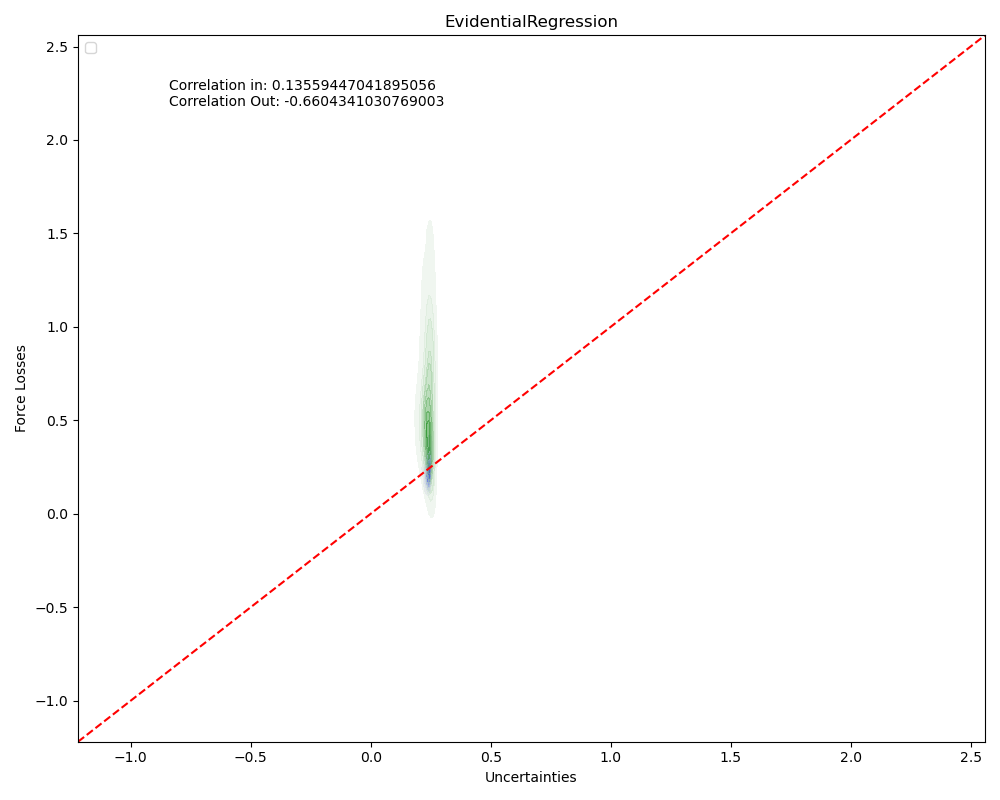 EvidentialRegression
Correlation in: 0.13559447041895056
Correlation Out: -0.6604341030769003
Force Losses
2.5
2.0
1.5
1.0
0.5
0.0
−0.5
−1.0
−1.0 −0.5 0.0 0.5 1.0 1.5 2.0 2.5
Uncertainties